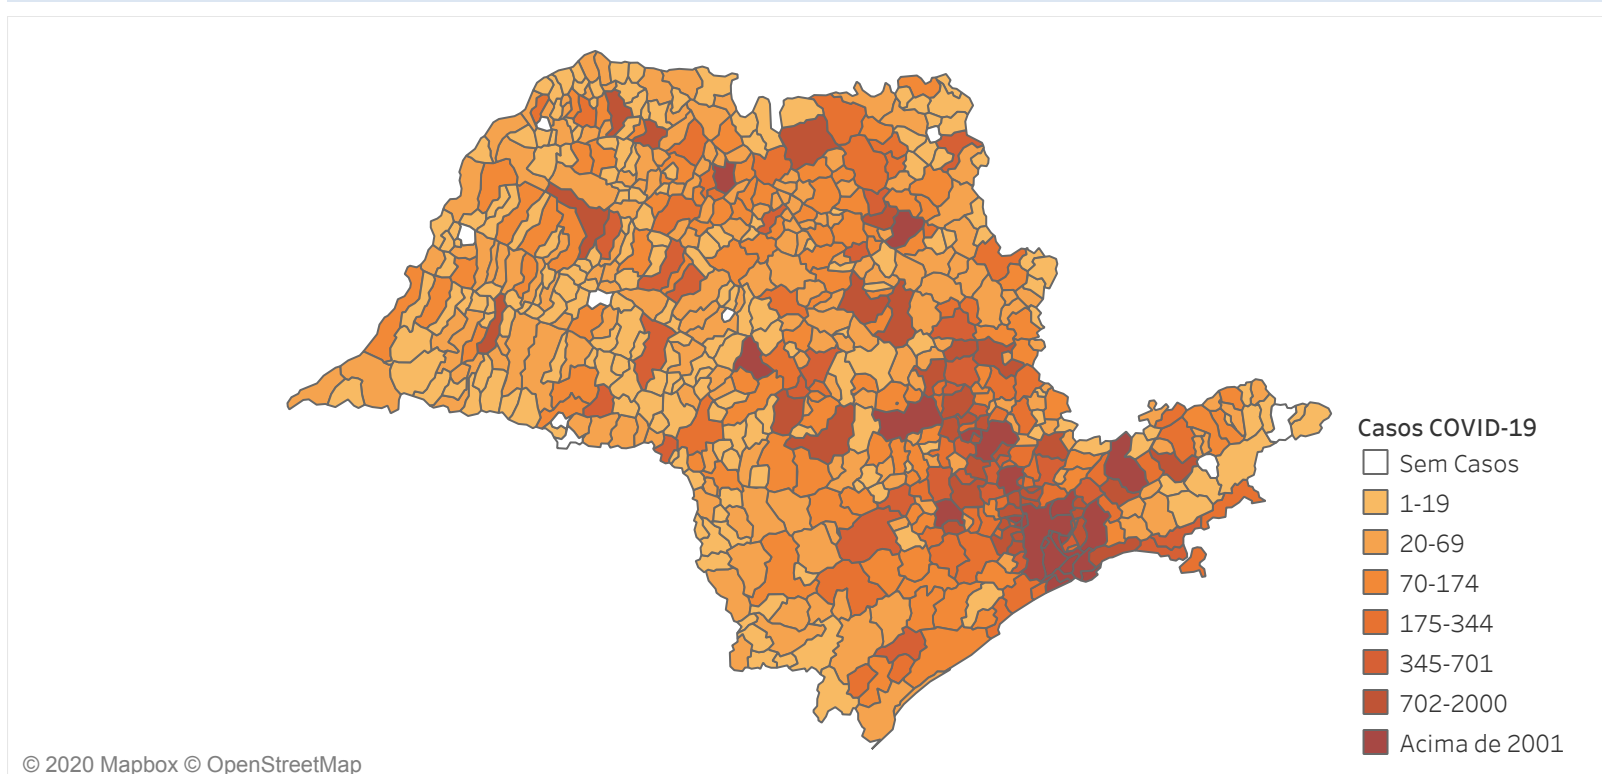 Casos COVID-19
Sem Casos
1-19
20-69
70-174
175-344
345-701
702-2000
Acima de 2001
© 2020 Mapbox © OpenStreetMap